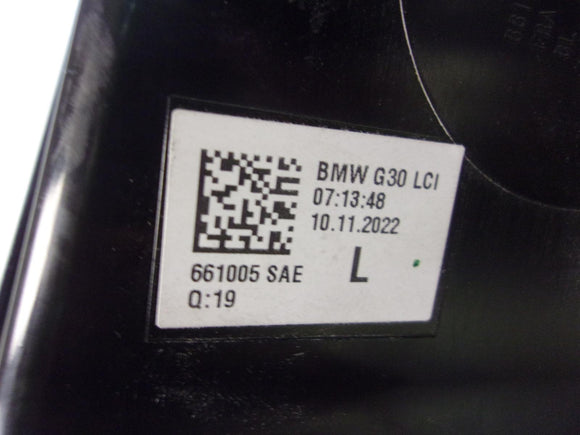 BMW G30 LCI
07:13:48
10.11.2022
661005 SAE
L
Q:19